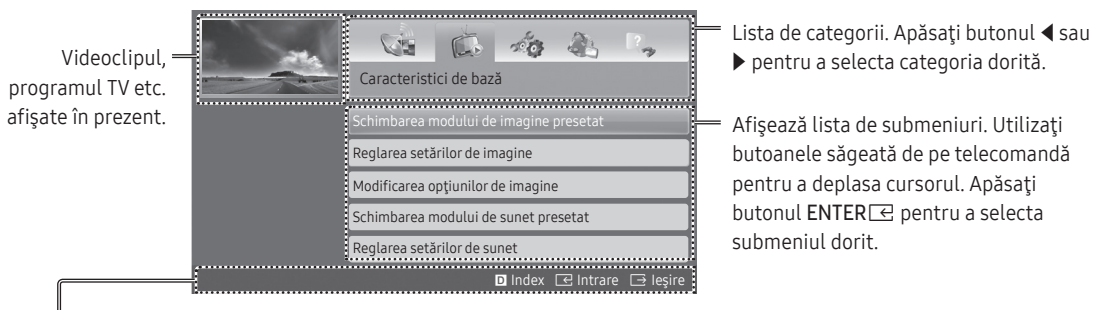 Videoclipul,
programul TV etc.
afişate în prezent.
Caracteristici de bază
Schimbarea modului de imagine presetat
Reglarea setărilor de imagine
Modificarea opţiunilor de imagine
Schimbarea modului de sunet presetat
Reglarea setărilor de sunet
D Index Intrare Ieşire
Lista de categorii. Apăsaţi butonul ◀ sau
▶ pentru a selecta categoria dorită.
Afişează lista de submeniuri. Utilizaţi
butoanele săgeată de pe telecomandă
pentru a deplasa cursorul. Apăsaţi
butonul ENTER pentru a selecta
submeniul dorit.